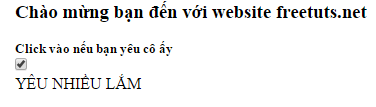 Chào mừng bạn đến với website freetuts.net
Click vào nếu bạn yêu cô ấy
YÊU NHIỀU LẮM